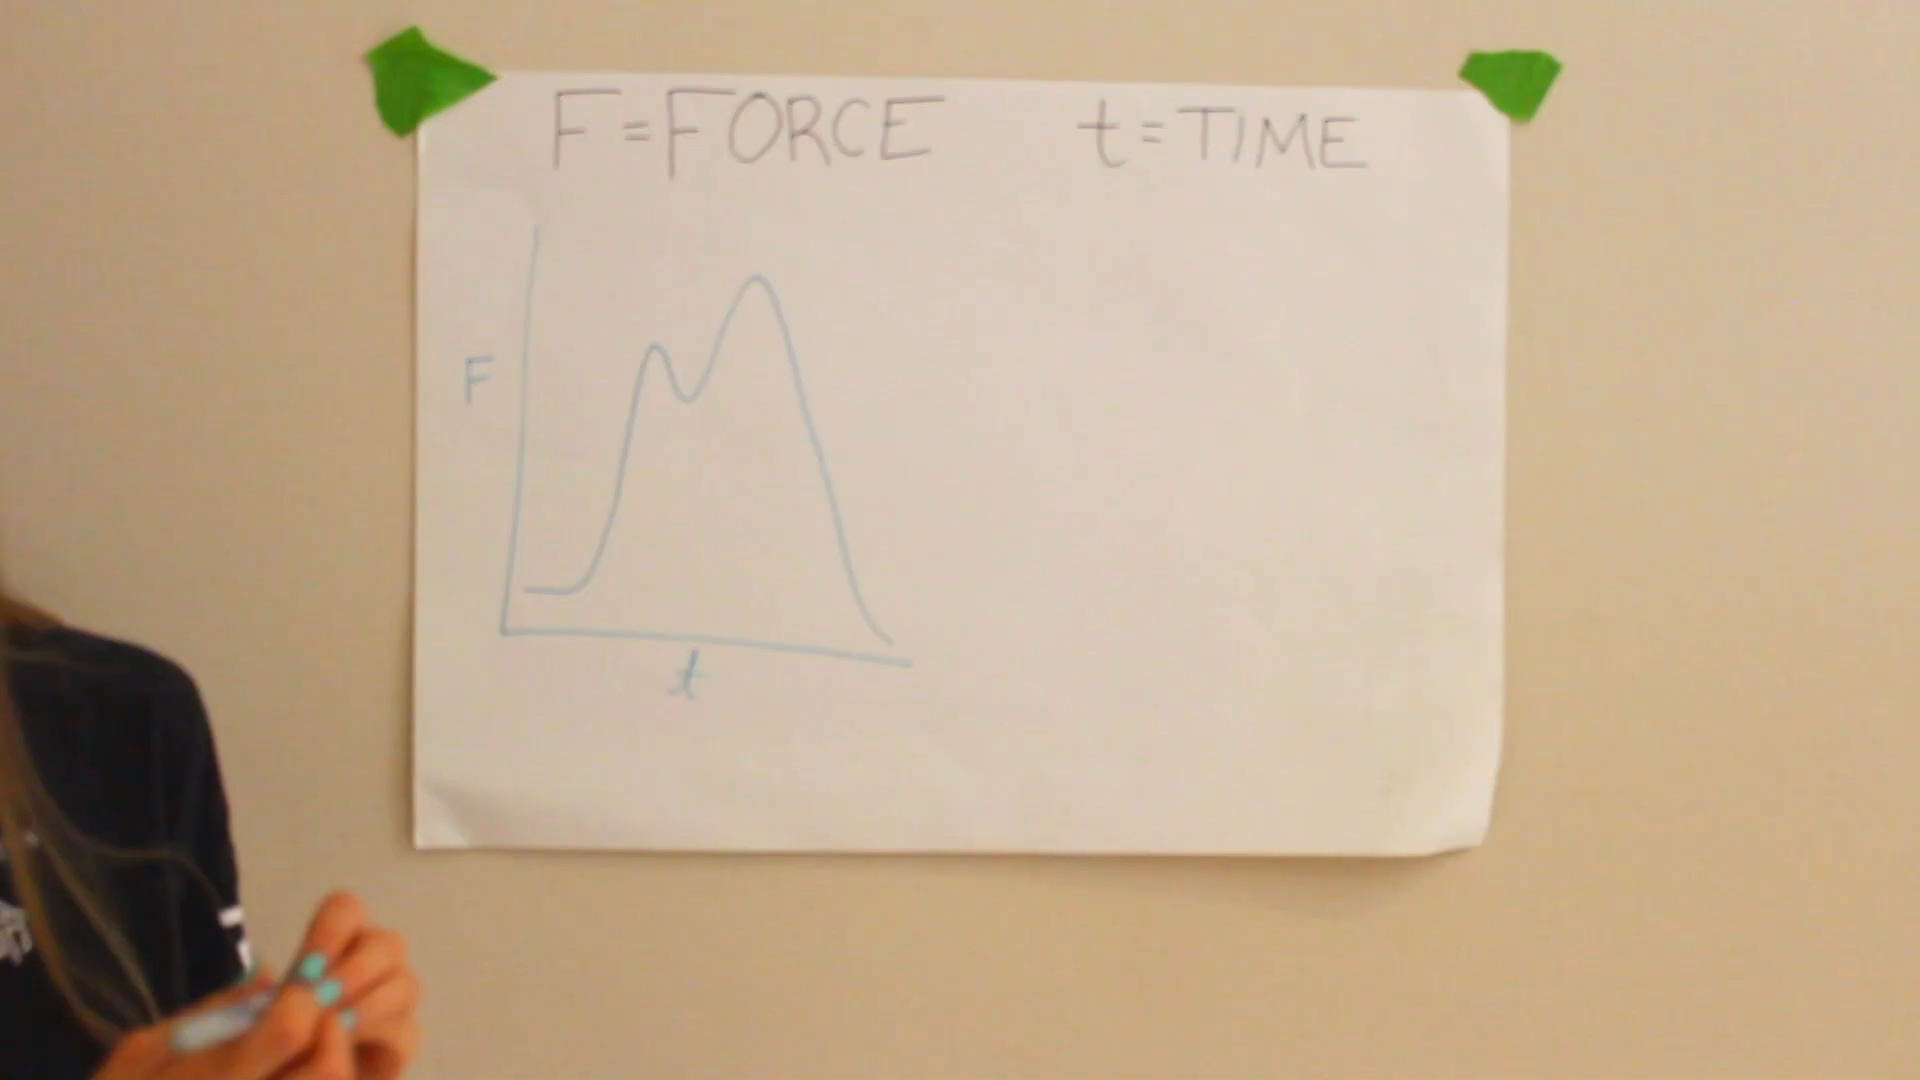 F = FORCE t = TIME
F
t